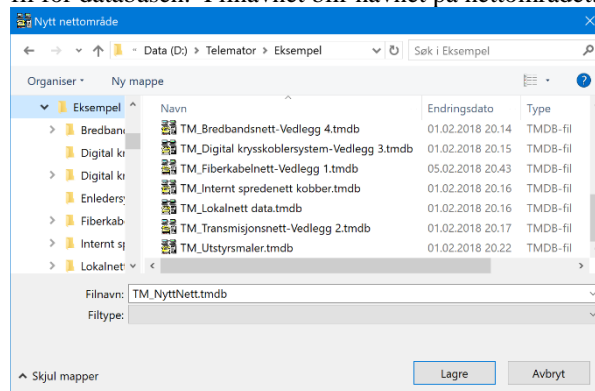 Nytt nettområde
Data (D:) > Telemator > Eksempel
Søk i Eksempel
Organiser
Ny mappe
Eksempel
Navn
Endringsdato
Type
TM_Bredbandsnett-Vedlegg 4.tmdb 01.02.2018 20.14 TMDB-fil
Digital TM_Digital krysskoblersystem-Vedlegg 3.tmdb 01.02.2018 20.15 TMDB-fil
Digital TM_Fiberkabelnett-Vedlegg 1.tmdb 05.02.2018 20.43 TMDB-fil
TM_Internt spredenett kobber.tmdb 01.02.2018 20.16 TMDB-fil
TM_Lokalnett data.tmdb 01.02.2018 20.16 TMDB-fil
Internt TM_Transmisjonsnett-Vedlegg 2.tmdb 01.02.2018 20.17 TMDB-fil
TM_Utstyrsmaler.tmdb 01.02.2018 20.22 TMDB-fil
Filnavn: TM_NyttNett.tmdb
Filtype:
Skjul mapper
Lagre
Avbryt